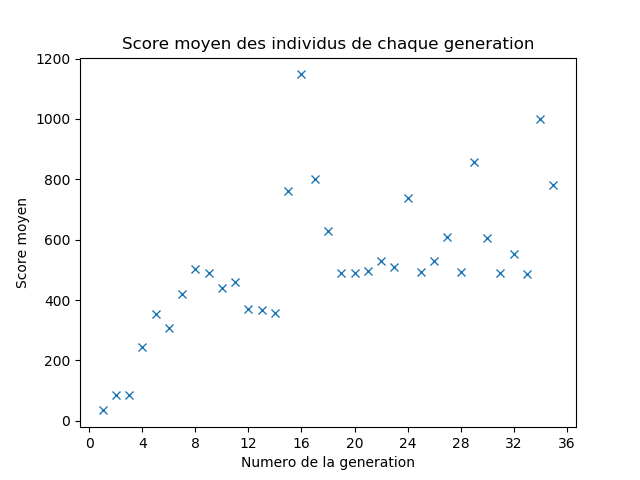 Score moyen des individus de chaque generation
1200
1000
800
600
400
200
0
Score moyen
0 4 8 12 16 20 24 28 32 36
Numero de la generation